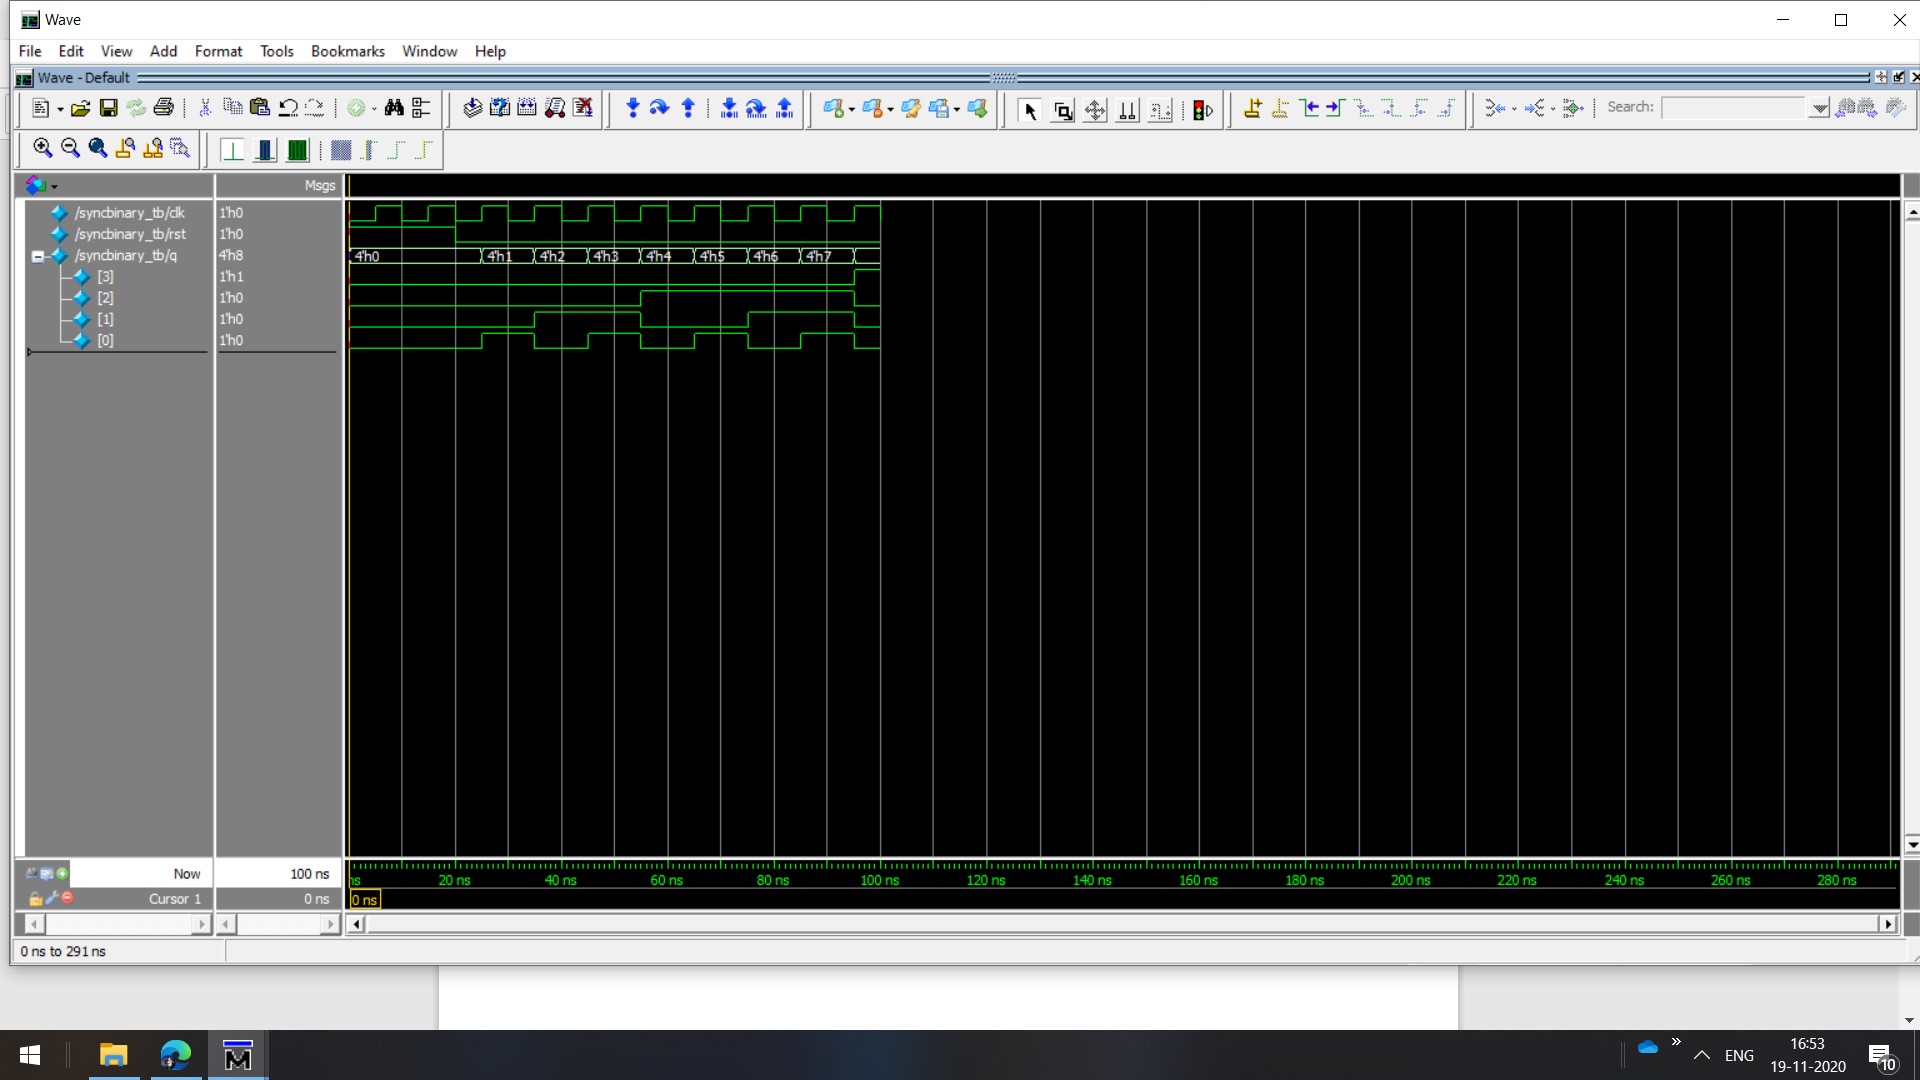 Wave
File Edit View Add Format Tools Bookmarks Window Help
Wave - Default
Search:
Msgs
/syncbinary_tb/clk 1'h0
/syncbinary_tb/rst 1'h0
/syncbinary_tb/q 4'h8 4'h0 4'h1 4'h2 4'h3 4'h4 4'h5 4'h6 4'h7
[3] 1'h1
[2] 1'h0
[1] 1'h0
[0] 1'h0
Now 100 ns ns 20 ns 40 ns 60 ns 80 ns 100 ns 120 ns 140 ns 160 ns 180 ns 200 ns 220 ns 240 ns 260 ns 280 ns
Cursor 1 0 ns 0 ns
0 ns to 291 ns
M ENG 16:53
19-11-2020 10